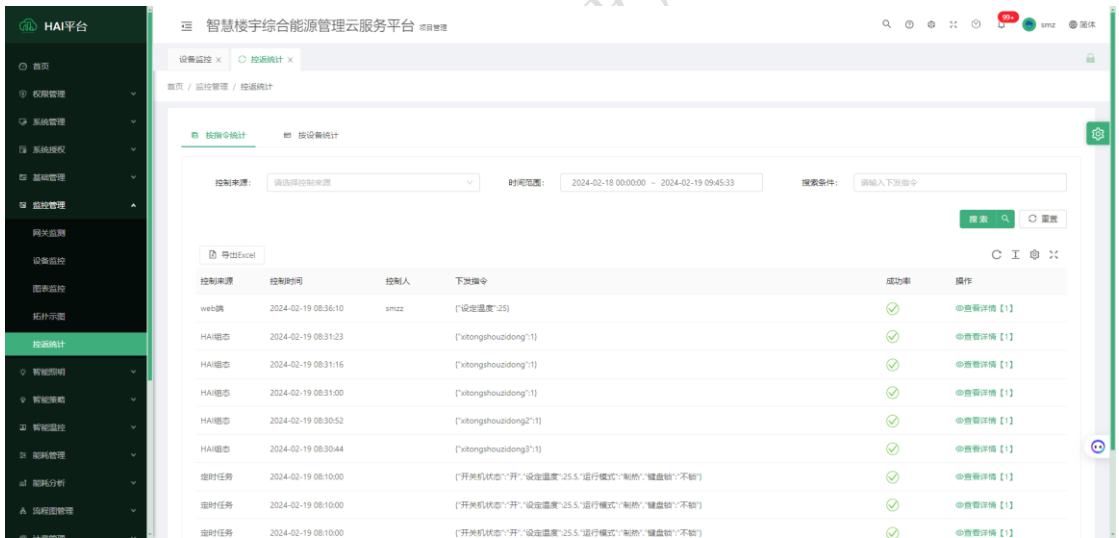 HAI平台
智慧楼宇综合能源管理云服务平台 项目管理
99+
smz
简体
首页
权限管理
系统管理
系统授权
基础管理
监控管理
网关监测
设备监控
图表监控
拓扑示图
控返统计
智能照明
智能策略
智能温控
能耗管理
能耗分析
流程图管理
设备监控 ×
控返统计 ×
首页 / 监控管理 / 控返统计
按指令统计
按设备统计
控制来源: 请选择控制来源
时间范围: 2024-02-18 00:00:00 ~ 2024-02-19 09:45:33
搜索条件: 请输入下发指令
搜索
重置
导出Excel
控制来源 控制时间 控制人 下发指令 成功率 操作
web端 2024-02-19 08:36:10 smzz {"设定温度":25} 查看详情【1】
HAI组态 2024-02-19 08:31:23 {"xitongshouzidong":1} 查看详情【1】
HAI组态 2024-02-19 08:31:16 {"xitongshouzidong":1} 查看详情【1】
HAI组态 2024-02-19 08:31:00 {"xitongshouzidong":1} 查看详情【1】
HAI组态 2024-02-19 08:30:52 {"xitongshouzidong2":1} 查看详情【1】
HAI组态 2024-02-19 08:30:44 {"xitongshouzidong3":1} 查看详情【1】
定时任务 2024-02-19 08:10:00 {"开关机状态":"开","设定温度":25.5,"运行模式":"制热","键盘锁":"不锁"} 查看详情【1】
定时任务 2024-02-19 08:10:00 {"开关机状态":"开","设定温度":25.5,"运行模式":"制热","键盘锁":"不锁"} 查看详情【1】
定时任务 2024-02-19 08:10:00 {"开关机状态":"开","设定温度":25.5,"运行模式":"制热","键盘锁":"不锁"} 查看详情【1】